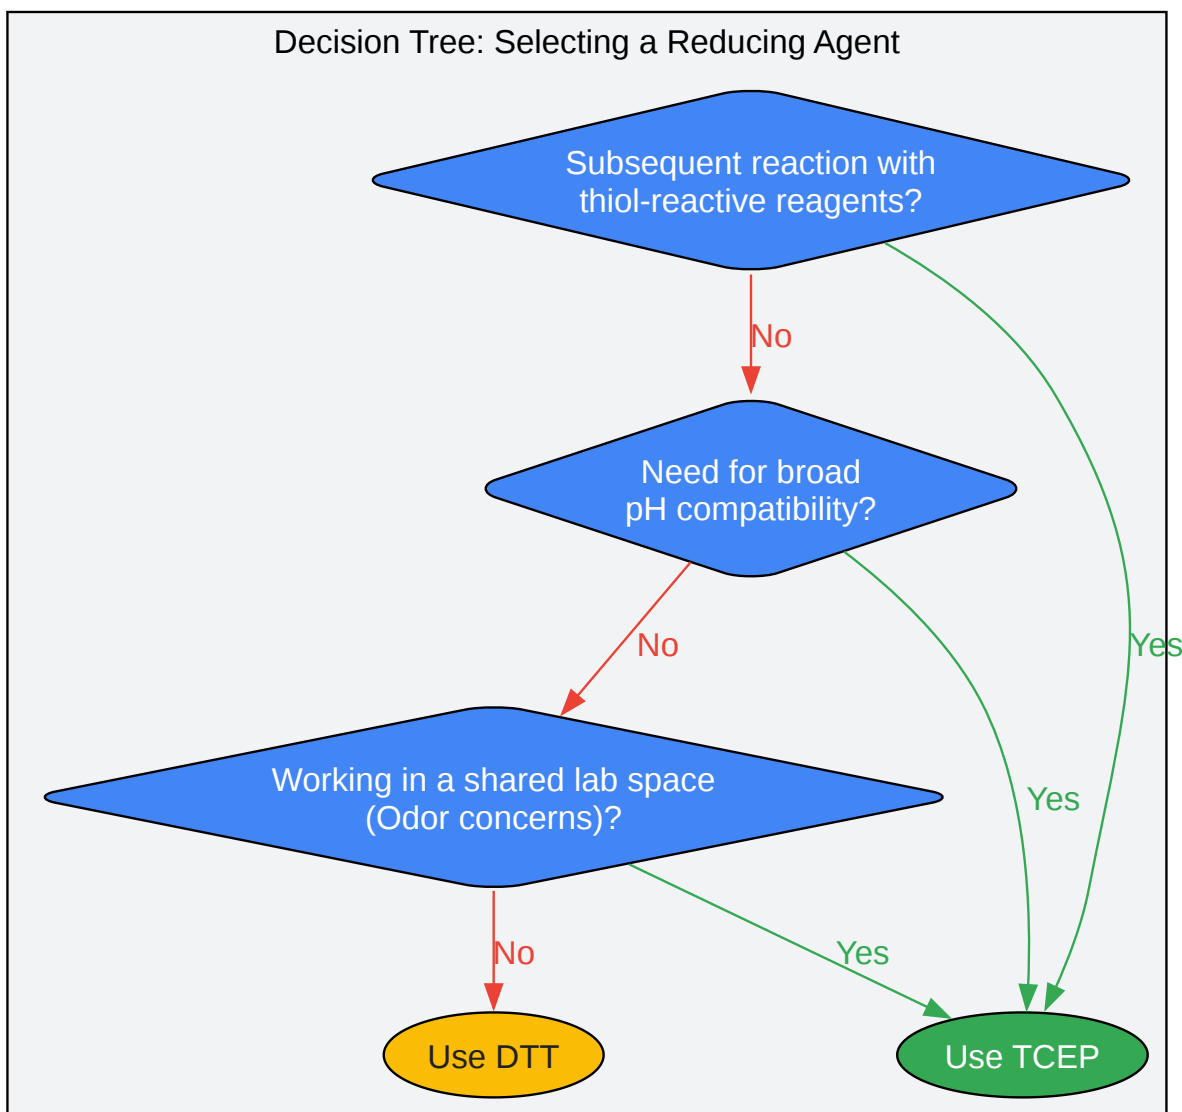 Decision Tree: Selecting a Reducing Agent
Subsequent reaction with
thiol-reactive reagents?
No
Need for broad
pH compatibility?
No
Yes
Working in a shared lab space
(Odor concerns)?
Yes
No
Yes
Use DTT
Use TCEP